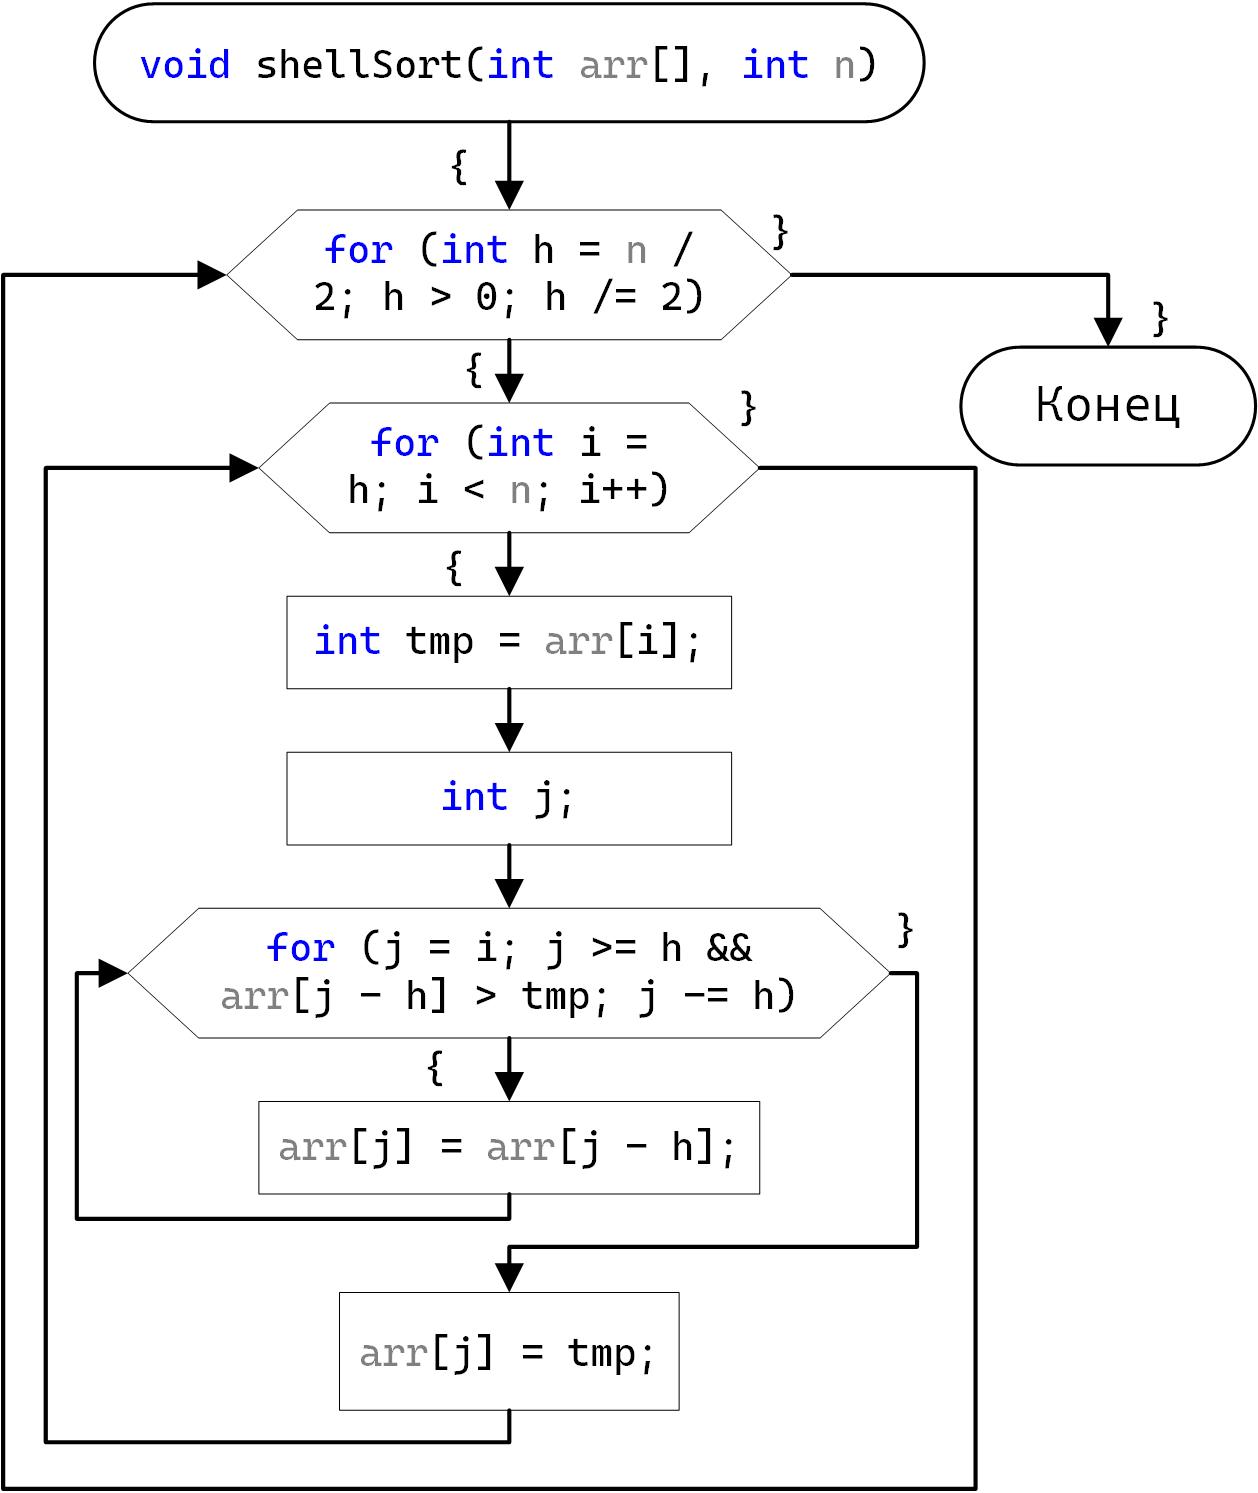 void shellSort(int arr[], int n)
{
for (int h = n /
2; h > 0; h /= 2)
}
}
Конец
{
for (int i =
h; i < n; i++)
}
{
int tmp = arr[i];
int j;
for (j = i; j >= h &&
arr[j - h] > tmp; j -= h)
}
{
arr[j] = arr[j - h];
arr[j] = tmp;